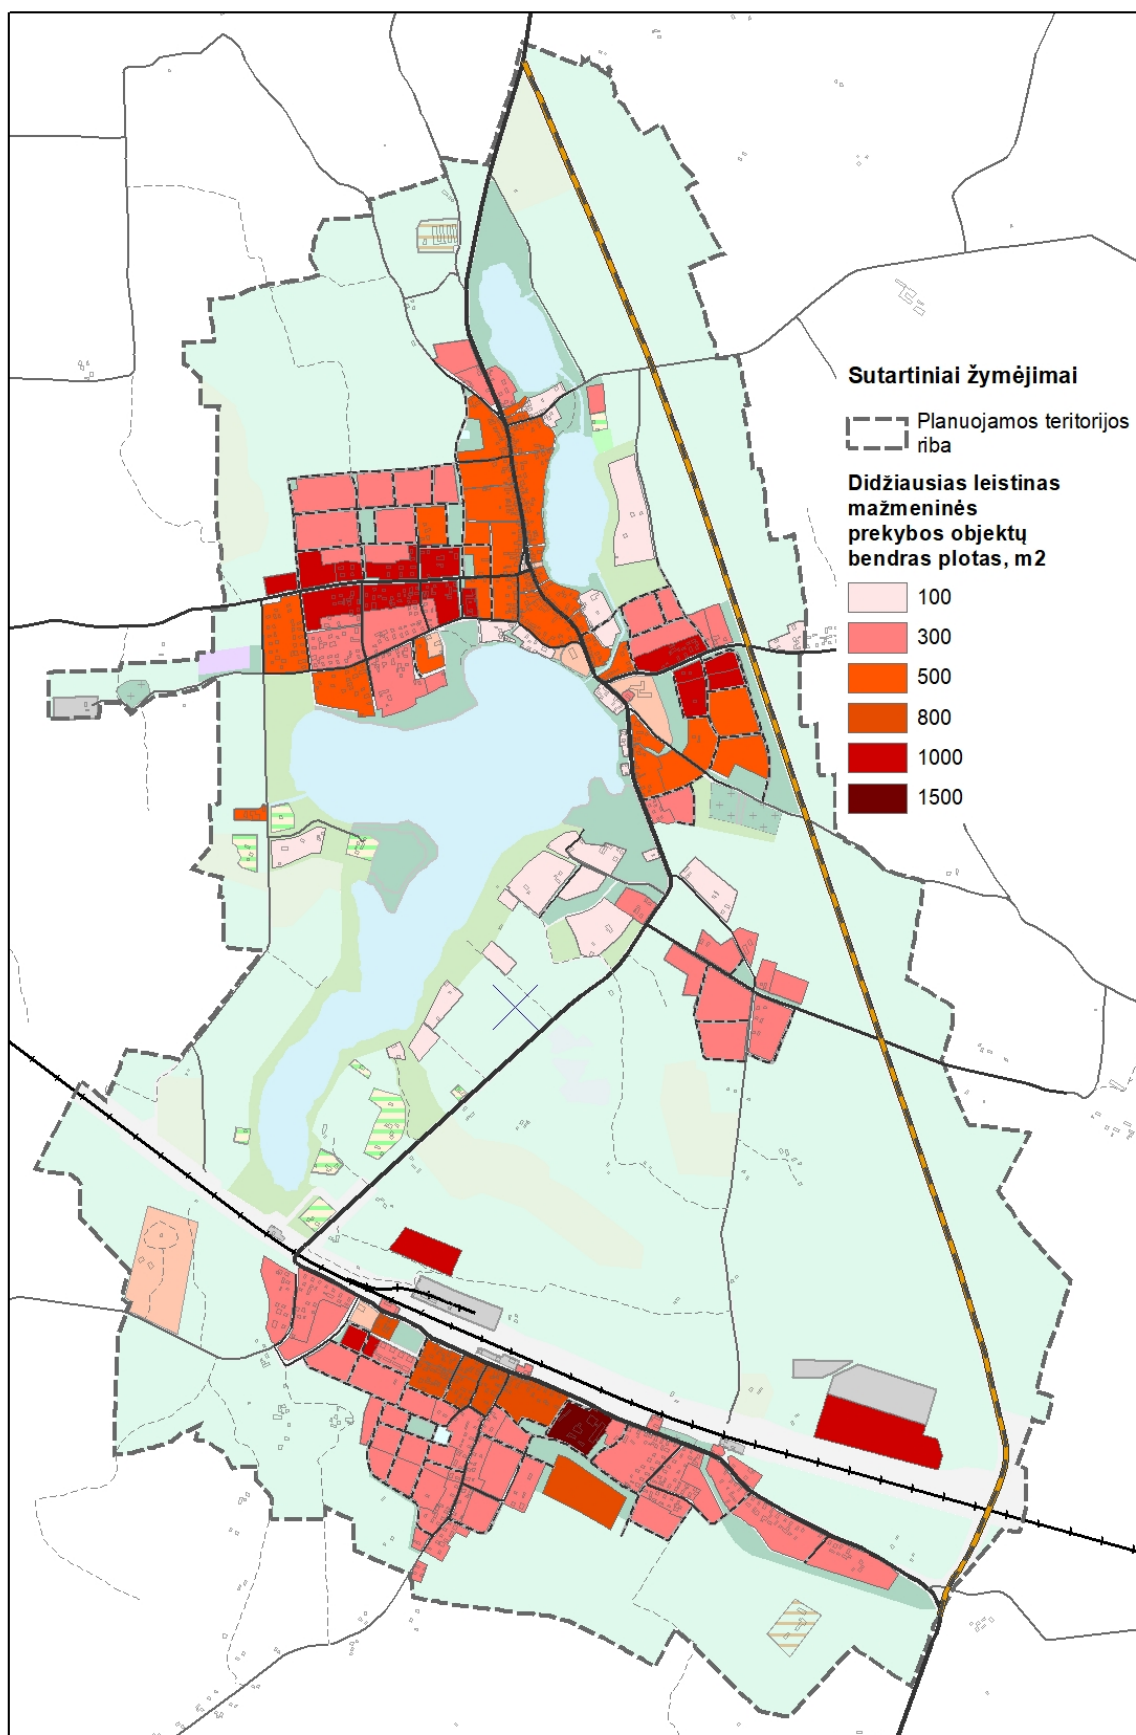 Sutartiniai žymėjimai
Planuojamos teritorijos
riba
Didžiausias leistinas
mažmeninės
prekybos objektų
bendras plotas, m2
100
300
500
800
1000
1500